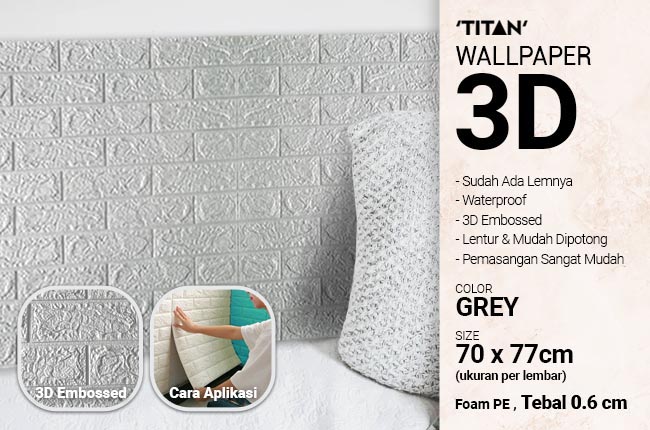 'TITAN'
WALLPAPER
3D
- Sudah Ada Lemnya
- Waterproof
- 3D Embossed
- Lentur & Mudah Dipotong
- Pemasangan Sangat Mudah
COLOR
GREY
SIZE
70 x 77cm
(ukuran per lembar)
Foam PE , Tebal 0.6 cm
3D Embossed
Cara Aplikasi